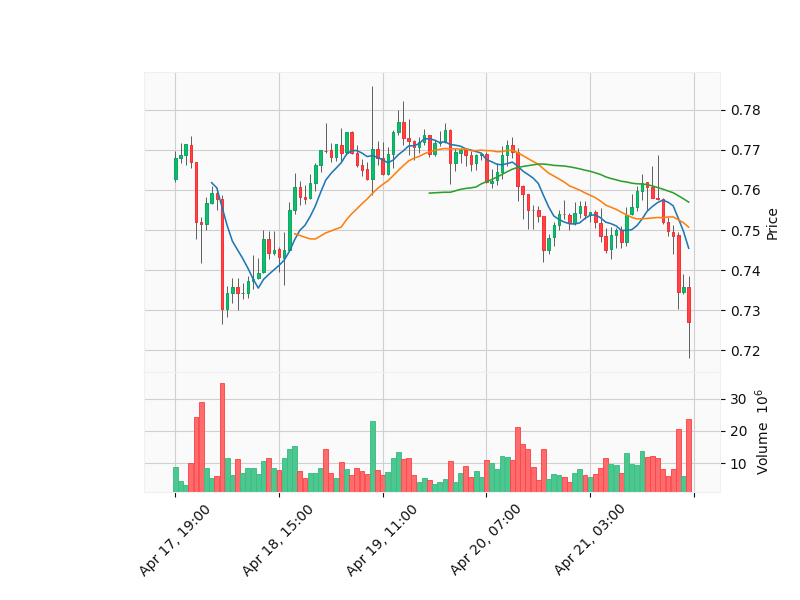 0.78
0.77
0.76
0.75
0.74
0.73
0.72
Price
30
20
10
Volume 10⁶
Apr 17, 19:00
Apr 18, 15:00
Apr 19, 11:00
Apr 20, 07:00
Apr 21, 03:00